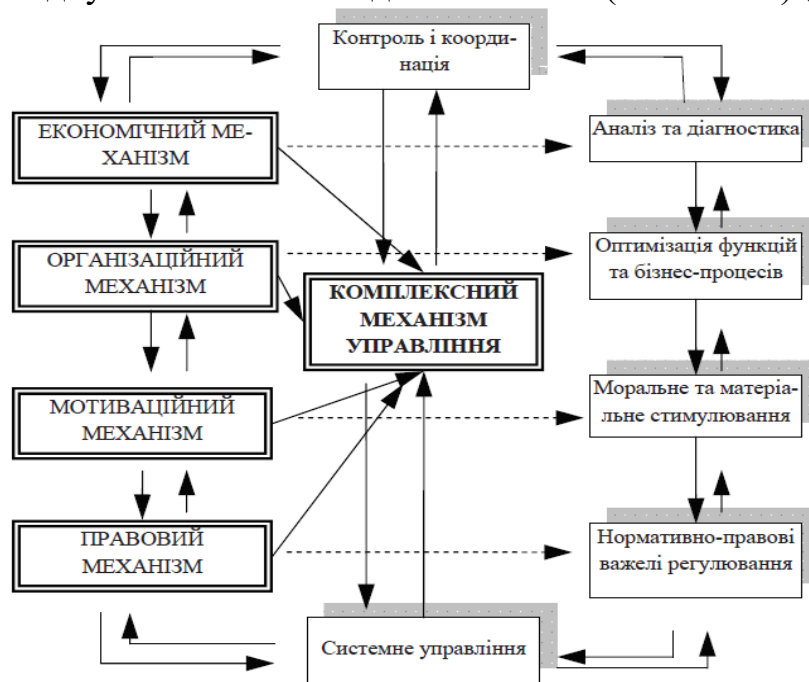 Контроль і коорди-
нація
ЕКОНОМІЧНИЙ МЕ-
ХАНІЗМ
Аналіз та діагностика
ОРГАНІЗАЦІЙНИЙ
МЕХАНІЗМ
Оптимізація функцій
та бізнес-процесів
КОМПЛЕКСНИЙ
МЕХАНІЗМ
УПРАВЛІННЯ
МОТИВАЦІЙНИЙ
МЕХАНІЗМ
Моральне та матеріа-
льне стимулювання
ПРАВОВИЙ
МЕХАНІЗМ
Нормативно-правові
важелі регулювання
Системне управління